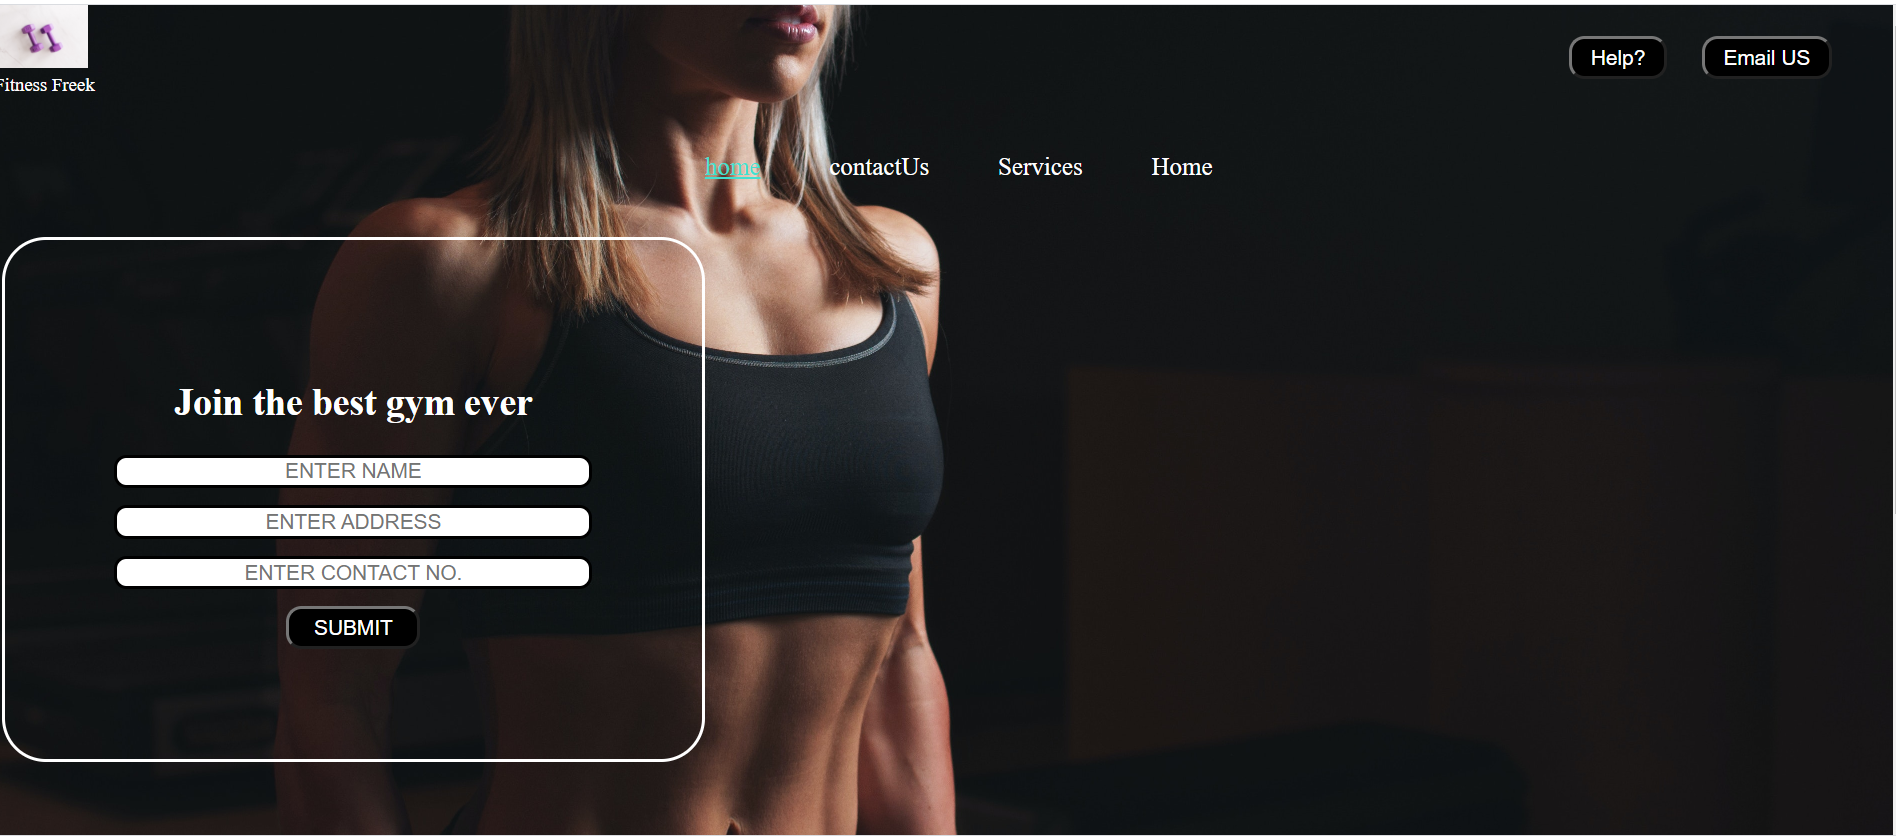 Fitness Freek
Help?
Email US
home
contactUs
Services
Home
Join the best gym ever
ENTER NAME
ENTER ADDRESS
ENTER CONTACT NO.
SUBMIT